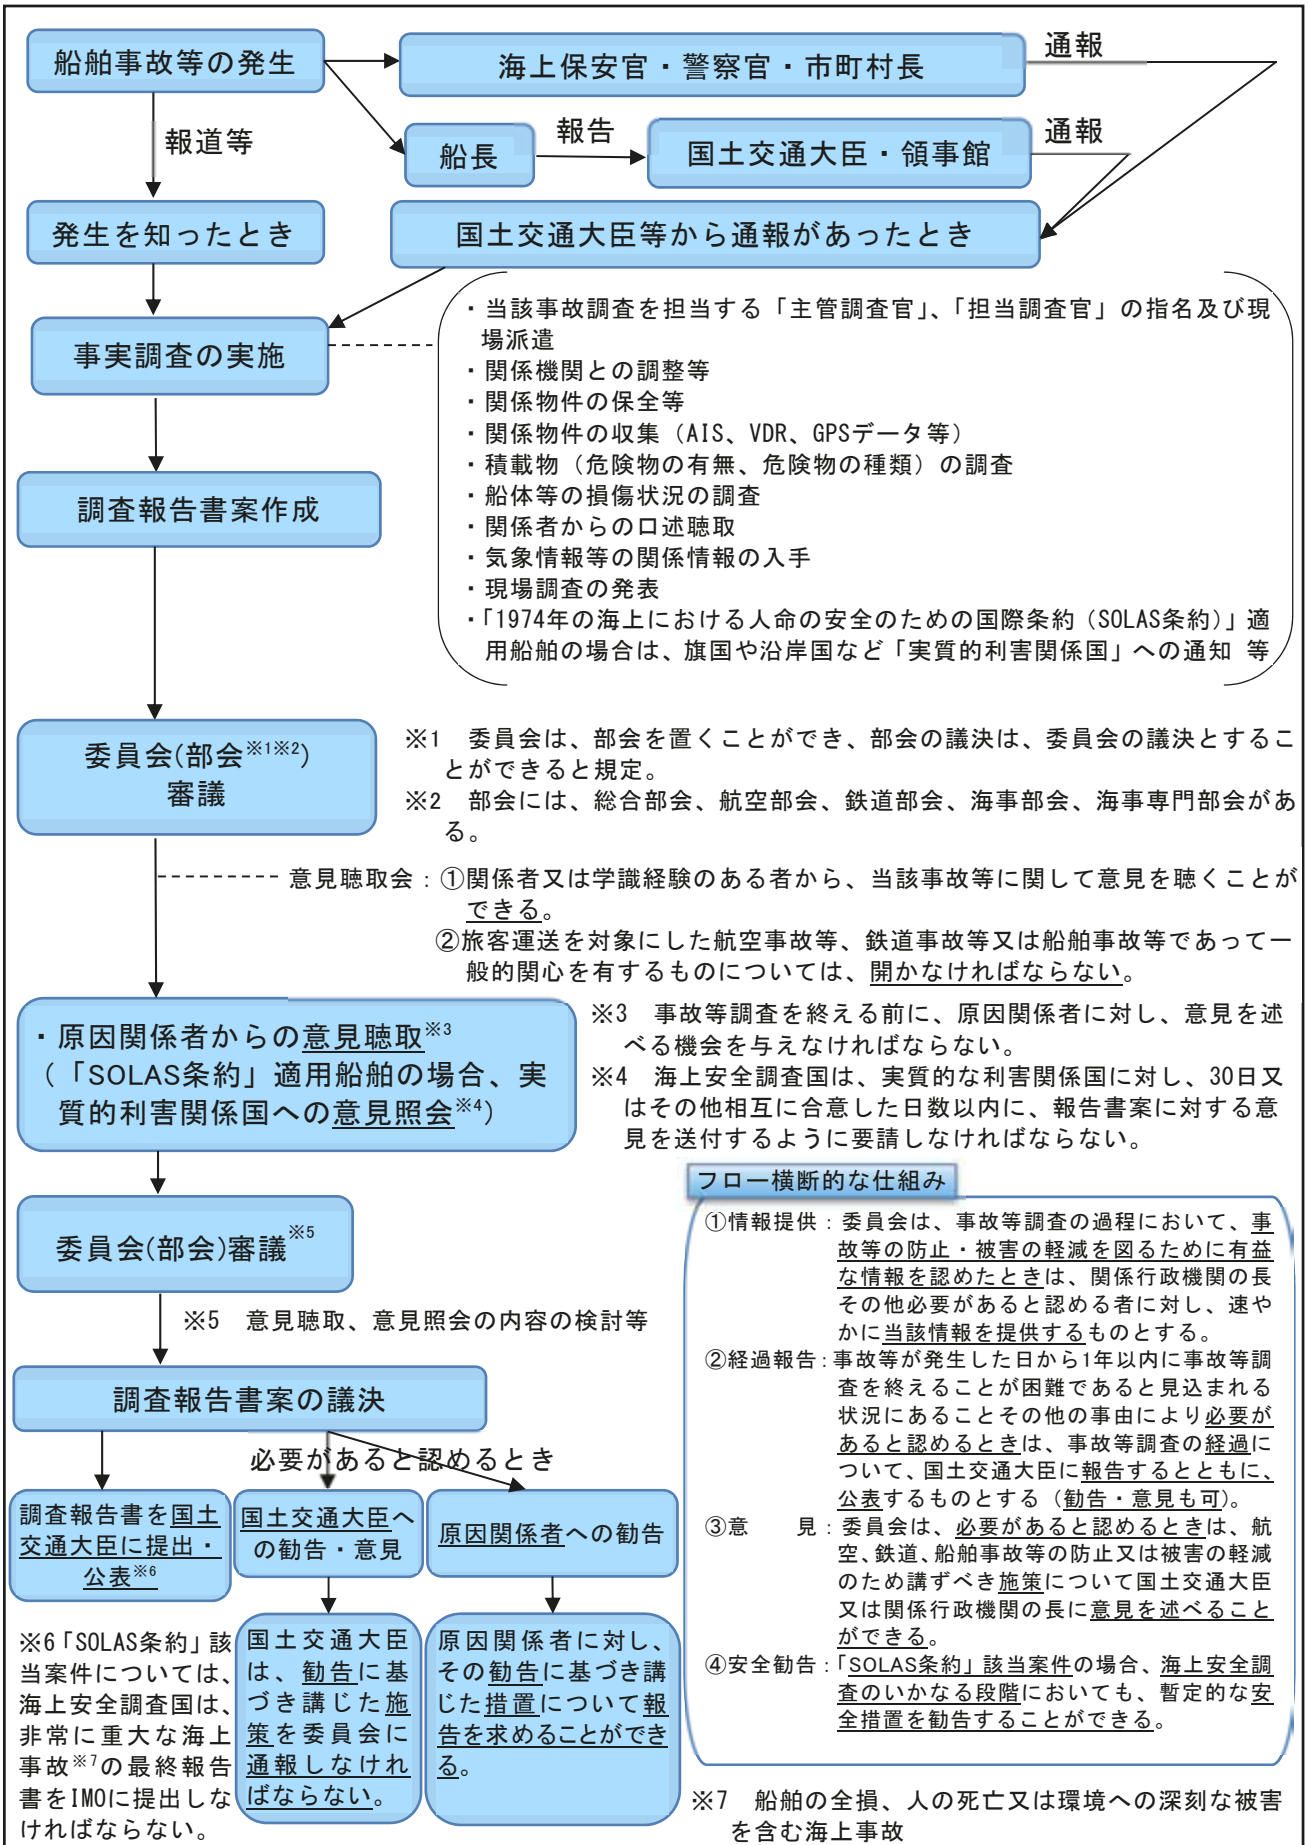 船舶事故等の発生
海上保安官・警察官・市町村長
通報
報道等
船長
報告
国土交通大臣・領事館
通報
発生を知ったとき
国土交通大臣等から通報があったとき
事実調査の実施
・当該事故調査を担当する「主管調査官」、「担当調査官」の指名及び現
場派遣
・関係機関との調整等
・関係物件の保全等
・関係物件の収集（AIS、VDR、GPSデータ等）
・積載物（危険物の有無、危険物の種類）の調査
・船体等の損傷状況の調査
・関係者からの口述聴取
・気象情報等の関係情報の入手
・現場調査の発表
・「1974年の海上における人命の安全のための国際条約（SOLAS条約）」適
用船舶の場合は、旗国や沿岸国など「実質的利害関係国」への通知 等
調査報告書案作成
委員会(部会※1※2)
審議
※1　委員会は、部会を置くことができ、部会の議決は、委員会の議決とするこ
とができると規定。
※2　部会には、総合部会、航空部会、鉄道部会、海事部会、海事専門部会があ
る。
意見聴取会：①関係者又は学識経験のある者から、当該事故等に関して意見を聴くことが
できる。
②旅客運送を対象にした航空事故等、鉄道事故等又は船舶事故等であって一
般的関心を有するものについては、開かなければならない。
・原因関係者からの意見聴取※3
（「SOLAS条約」適用船舶の場合、実
質的利害関係国への意見照会※4）
※3　事故等調査を終える前に、原因関係者に対し、意見を述
べる機会を与えなければならない。
※4　海上安全調査国は、実質的な利害関係国に対し、30日又
はその他相互に合意した日数以内に、報告書案に対する意
見を送付するように要請しなければならない。
委員会(部会)審議※5
※5　意見聴取、意見照会の内容の検討等
調査報告書案の議決
必要があると認めるとき
調査報告書を国土
交通大臣に提出・
公表※6
国土交通大臣へ
の勧告・意見
原因関係者への勧告
※6「SOLAS条約」該
当案件については、
海上安全調査国は、
非常に重大な海上
事故※7の最終報告
書をIMOに提出しな
ければならない。
国土交通大臣
は、勧告に基
づき講じた施
策を委員会に
通報しなけれ
ばならない。
原因関係者に対し、
その勧告に基づき講
じた措置について報
告を求めることができ
る。
フロー横断的な仕組み
①情報提供：委員会は、事故等調査の過程において、事
故等の防止・被害の軽減を図るために有益
な情報を認めたときは、関係行政機関の長
その他必要があると認める者に対し、速や
かに当該情報を提供するものとする。
②経過報告：事故等が発生した日から1年以内に事故等調
査を終えることが困難であると見込まれる
状況にあることその他の事由により必要が
あると認めるときは、事故等調査の経過に
ついて、国土交通大臣に報告するとともに、
公表するものとする（勧告・意見も可）。
③意　　見：委員会は、必要があると認めるときは、航
空、鉄道、船舶事故等の防止又は被害の軽減
のため講ずべき施策について国土交通大臣
又は関係行政機関の長に意見を述べること
ができる。
④安全勧告：「SOLAS条約」該当案件の場合、海上安全調
査のいかなる段階においても、暫定的な安
全措置を勧告することができる。
※7　船舶の全損、人の死亡又は環境への深刻な被害
を含む海上事故